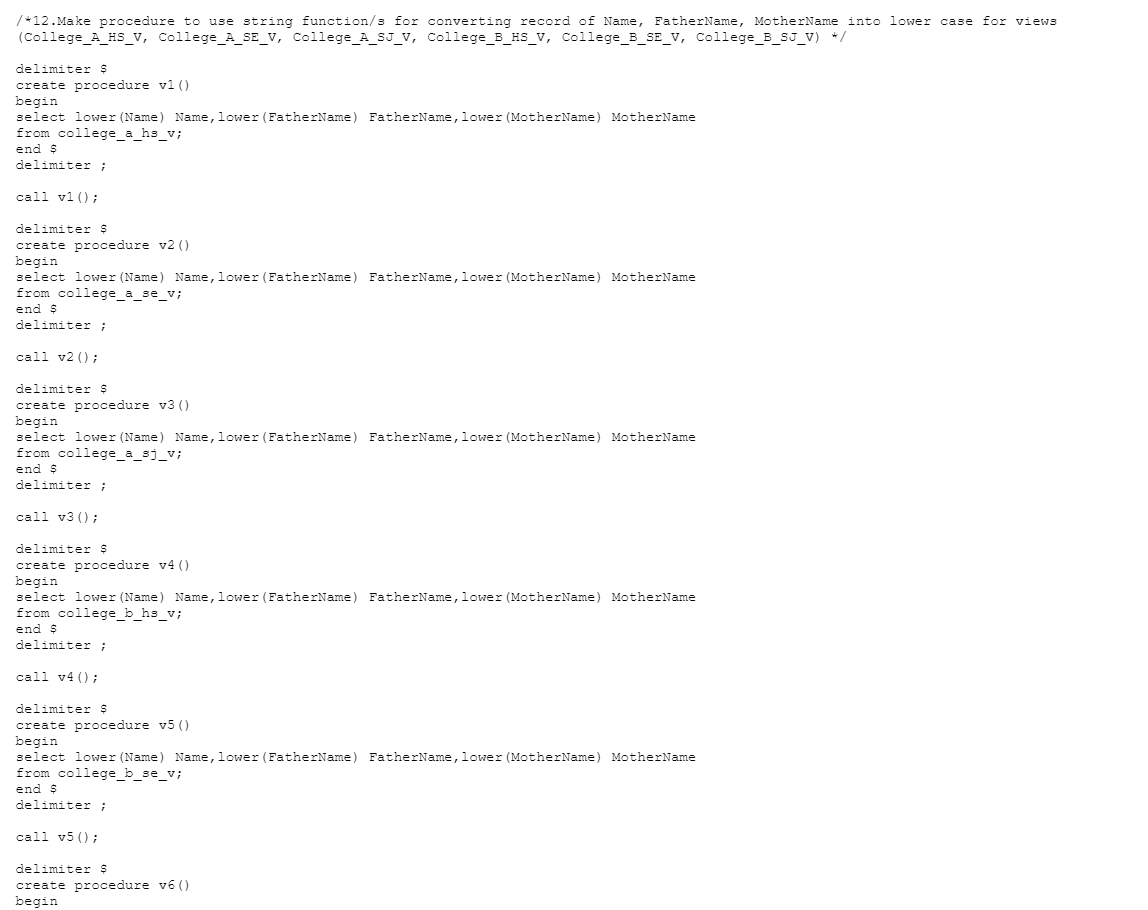 /*12.Make procedure to use string function/s for converting record of Name, FatherName, MotherName into lower case for views
(College_A_HS_V, College_A_SE_V, College_A_SJ_V, College_B_HS_V, College_B_SE_V, College_B_SJ_V) */
delimiter $
create procedure v1()
begin
select lower(Name) Name,lower(FatherName) FatherName,lower(MotherName) MotherName
from college_a_hs_v;
end $
delimiter ;
call v1();
delimiter $
create procedure v2()
begin
select lower(Name) Name,lower(FatherName) FatherName,lower(MotherName) MotherName
from college_a_se_v;
end $
delimiter ;
call v2();
delimiter $
create procedure v3()
begin
select lower(Name) Name,lower(FatherName) FatherName,lower(MotherName) MotherName
from college_a_sj_v;
end $
delimiter ;
call v3();
delimiter $
create procedure v4()
begin
select lower(Name) Name,lower(FatherName) FatherName,lower(MotherName) MotherName
from college_b_hs_v;
end $
delimiter ;
call v4();
delimiter $
create procedure v5()
begin
select lower(Name) Name,lower(FatherName) FatherName,lower(MotherName) MotherName
from college_b_se_v;
end $
delimiter ;
call v5();
delimiter $
create procedure v6()
begin